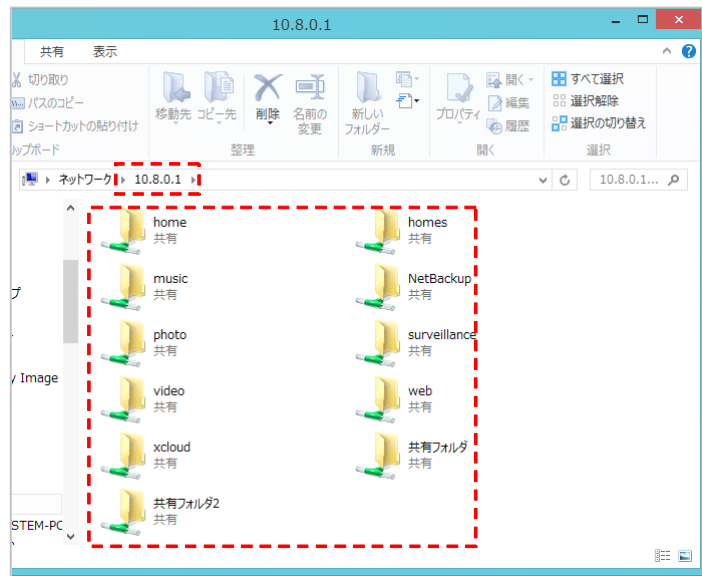 10.8.0.1
共有 表示
切り取り
パスのコピー
ショートカットの貼り付け
移動先 コピー先 削除 名前の
変更
新しい
フォルダー
プロパティ
開く
編集
履歴
すべて選択
選択解除
選択の切り替え
ップボード 整理 新規 開く 選択
ネットワーク 10.8.0.1 10.8.0.1...
home
共有
homes
共有
music
共有
NetBackup
共有
photo
共有
surveillance
共有
video
共有
web
共有
xcloud
共有
共有フォルダ
共有
共有フォルダ2
共有
プ
y Image
STEM-PC